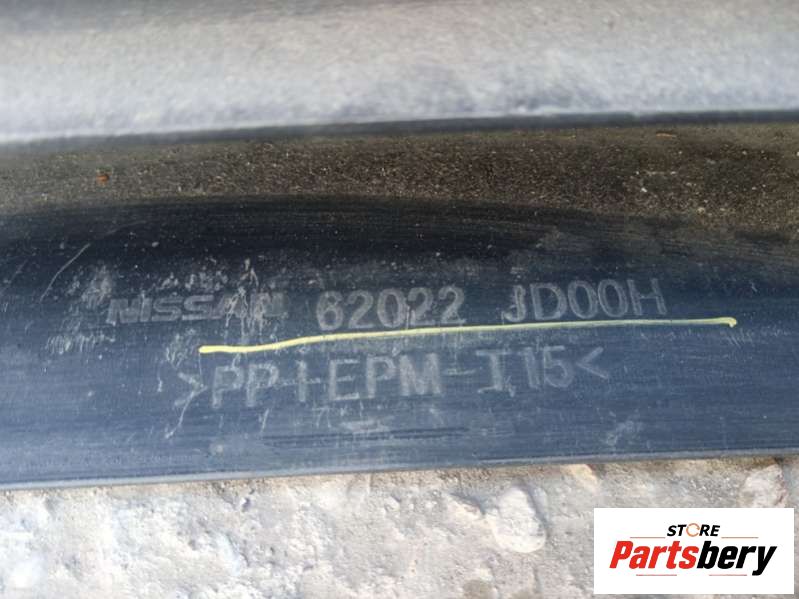 NISSAN 62022 JD00H
>PP+EPM-T15<
STORE
Partsbery